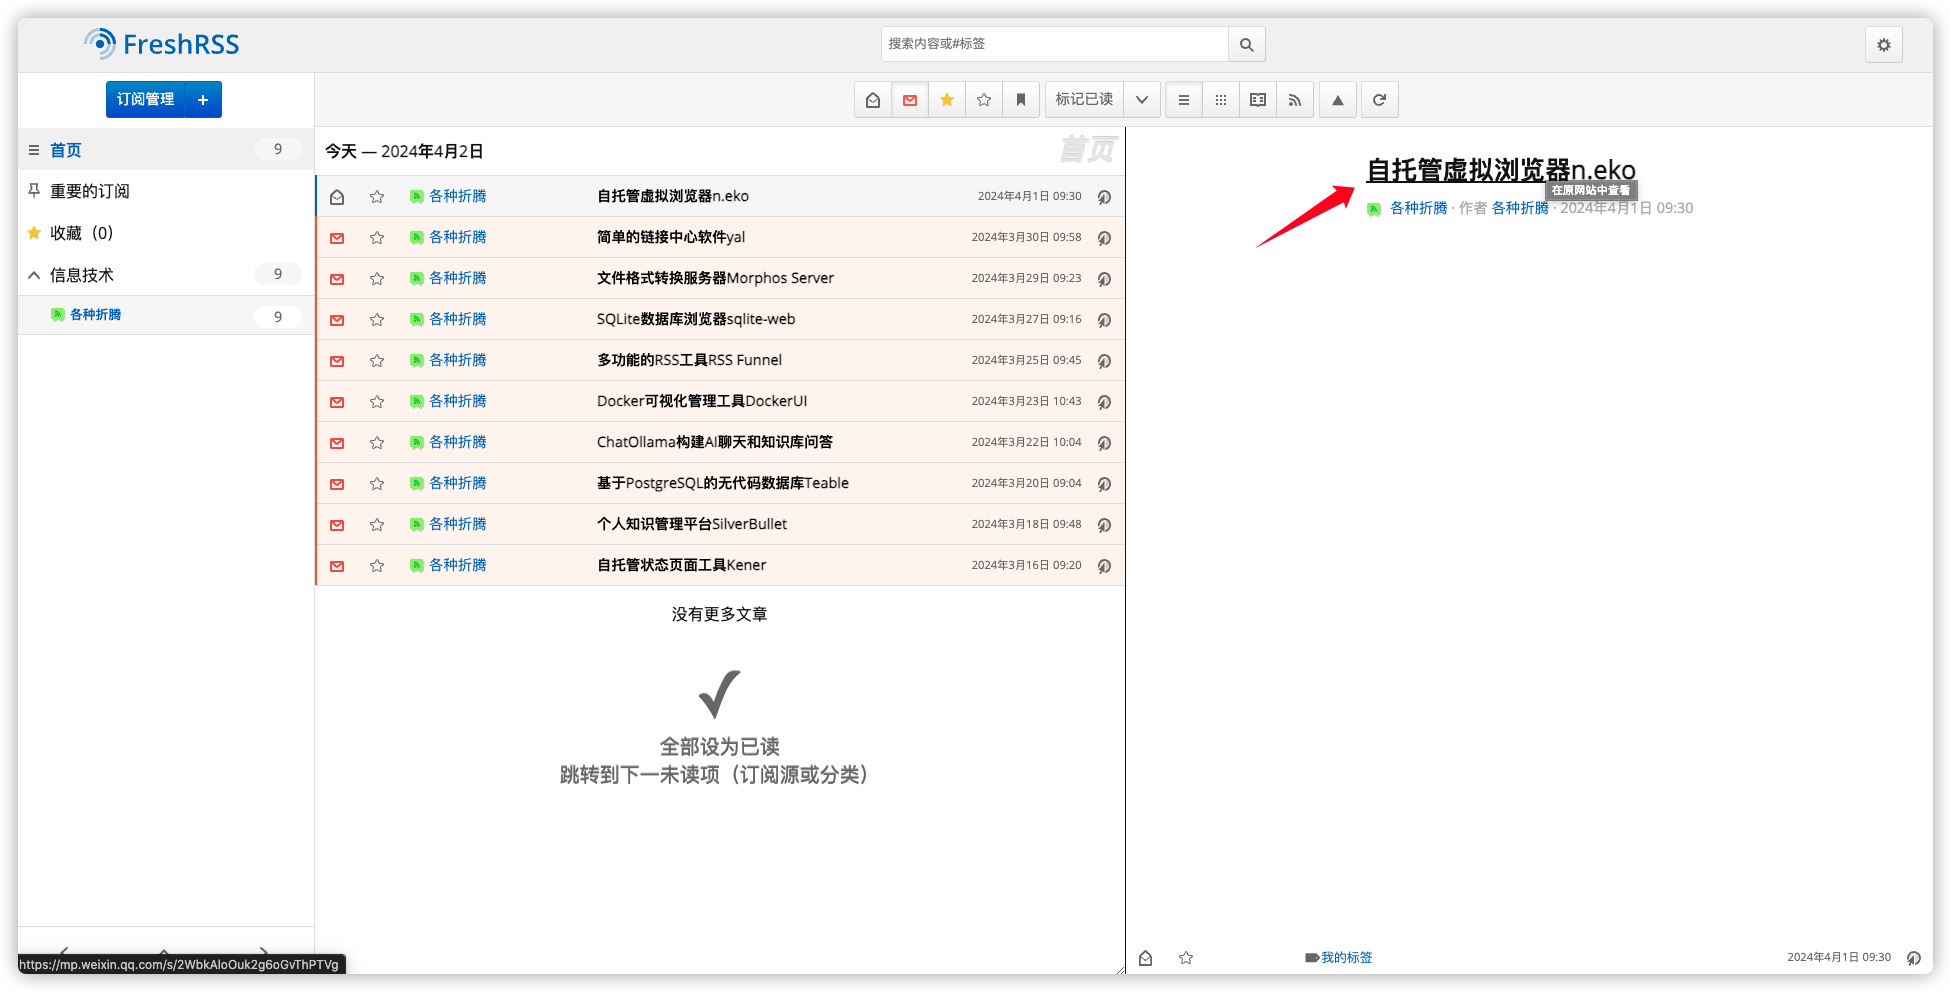 FreshRSS
搜索内容或#标签
订阅管理 +
标记已读
首页 9
重要的订阅
收藏（0）
信息技术 9
各种折腾 9
今天 — 2024年4月2日
首页
各种折腾 自托管虚拟浏览器n.eko 2024年4月1日 09:30
各种折腾 简单的链接中心软件yal 2024年3月30日 09:58
各种折腾 文件格式转换服务器Morphos Server 2024年3月29日 09:23
各种折腾 SQLite数据库浏览器sqlite-web 2024年3月27日 09:16
各种折腾 多功能的RSS工具RSS Funnel 2024年3月25日 09:45
各种折腾 Docker可视化管理工具DockerUI 2024年3月23日 10:43
各种折腾 ChatOllama构建AI聊天和知识库问答 2024年3月22日 10:04
各种折腾 基于PostgreSQL的无代码数据库Teable 2024年3月20日 09:04
各种折腾 个人知识管理平台SilverBullet 2024年3月18日 09:48
各种折腾 自托管状态页面工具Kener 2024年3月16日 09:20
没有更多文章
全部设为已读
跳转到下一未读项（订阅源或分类）
自托管虚拟浏览器n.eko
在原网站中查看
各种折腾 · 作者 各种折腾 · 2024年4月1日 09:30
我的标签 2024年4月1日 09:30
https://mp.weixin.qq.com/s/2WbkAloOuk2g6oGvThPTVg